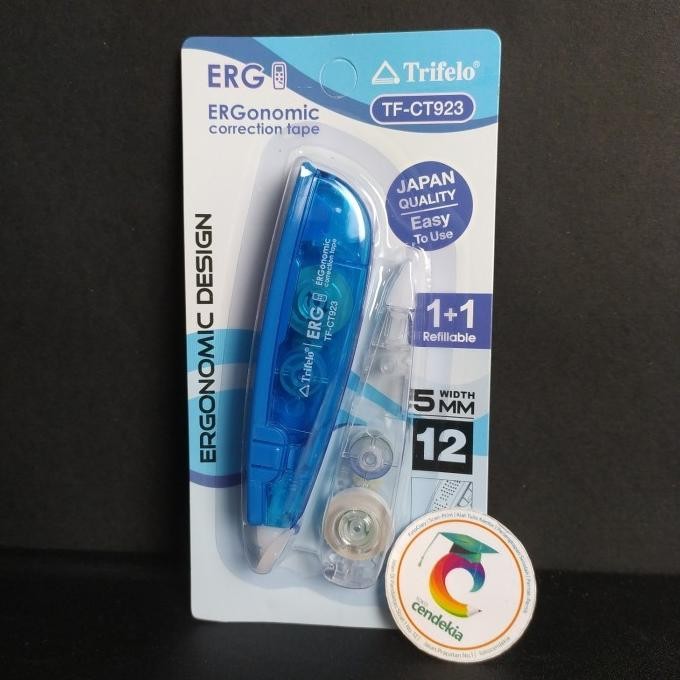 ERG
ERGonomic
correction tape
Trifelo®
TF-CT923
JAPAN
QUALITY
Easy
To Use
1+1
Refillable
5 WIDTH
MM
12
ERGONOMIC DESIGN
Trifelo® ERG ERGonomic
correction tape
TF-CT923
TOKO
cendekia